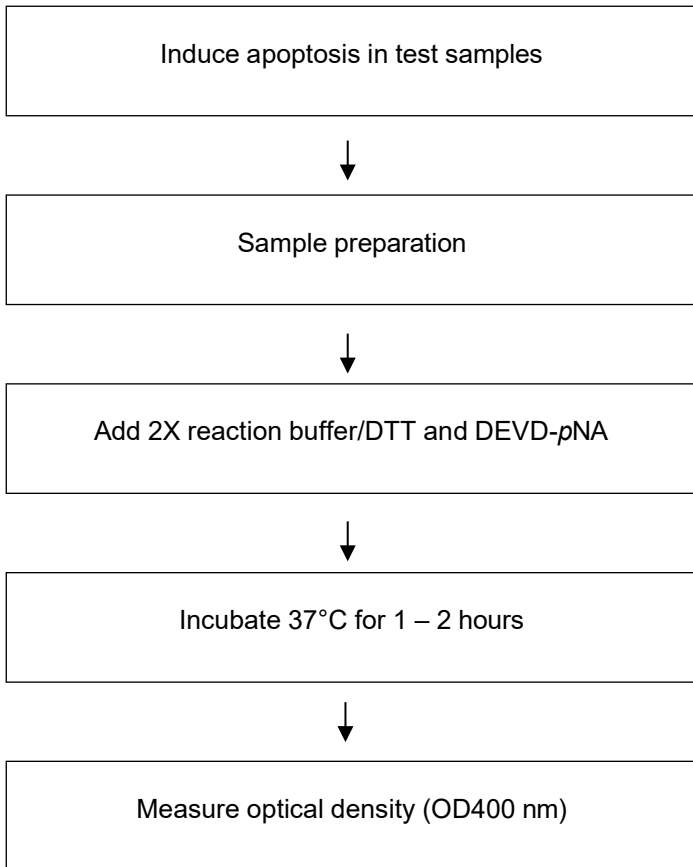 Induce apoptosis in test samples
Sample preparation
Add 2X reaction buffer/DTT and DEVD-pNA
Incubate 37°C for 1 – 2 hours
Measure optical density (OD400 nm)